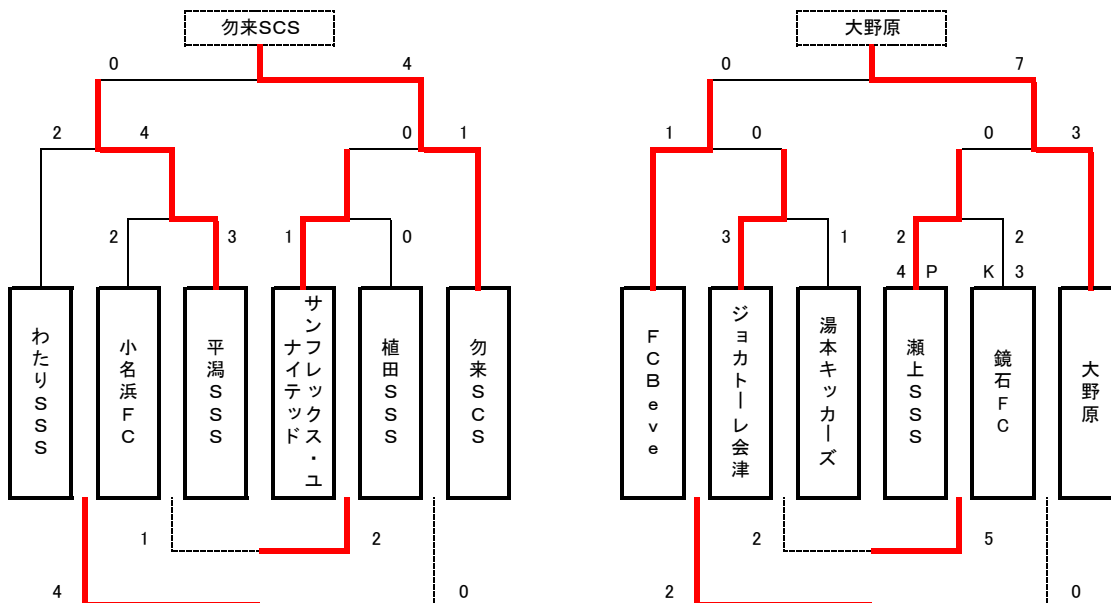 勿来SCS
大野原
0 4
0 7
2 4 0 1
1 0 0 3
2 3 1 0
3 1 2 2
4 P K 3
わたりSSS
小名浜FC
平潟SSS
サンフレックス・ユ
ナイテッド
植田SSS
勿来SCS
FCBeve
ジョカトーレ会津
湯本キッカーズ
瀬上SSS
鏡石FC
大野原
1 2
2 5
4 0
2 0